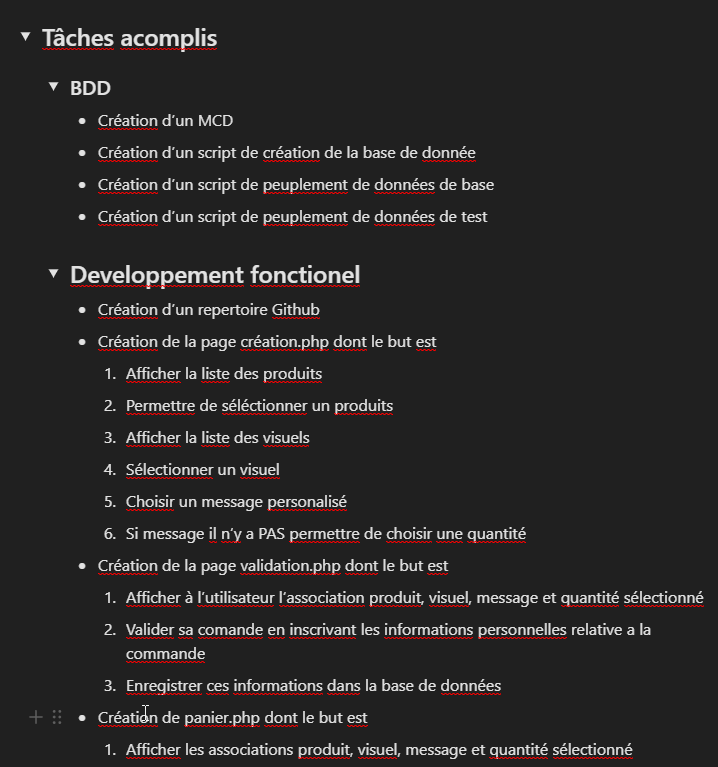 Tâches acomplis
BDD
Création d'un MCD
Création d'un script de création de la base de donnée
Création d'un script de peuplement de données de base
Création d'un script de peuplement de données de test
Developpement fonctionel
Création d'un repertoire Github
Création de la page création.php dont le but est
1. Afficher la liste des produits
2. Permettre de séléctionner un produits
3. Afficher la liste des visuels
4. Sélectionner un visuel
5. Choisir un message personalisé
6. Si message il n'y a PAS permettre de choisir une quantité
Création de la page validation.php dont le but est
1. Afficher à l'utilisateur l'association produit, visuel, message et quantité sélectionné
2. Valider sa comande en inscrivant les informations personnelles relative a la
commande
3. Enregistrer ces informations dans la base de données
Création de panier.php dont le but est
1. Afficher les associations produit, visuel, message et quantité sélectionné